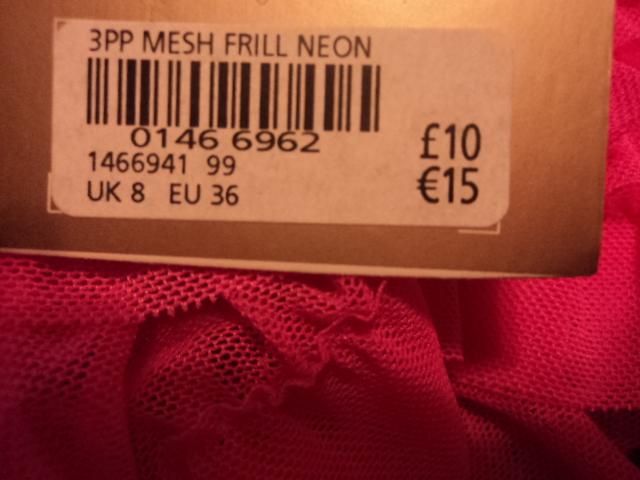 3PP MESH FRILL NEON
0146 6962
1466941 99
UK 8 EU 36
£10
€15